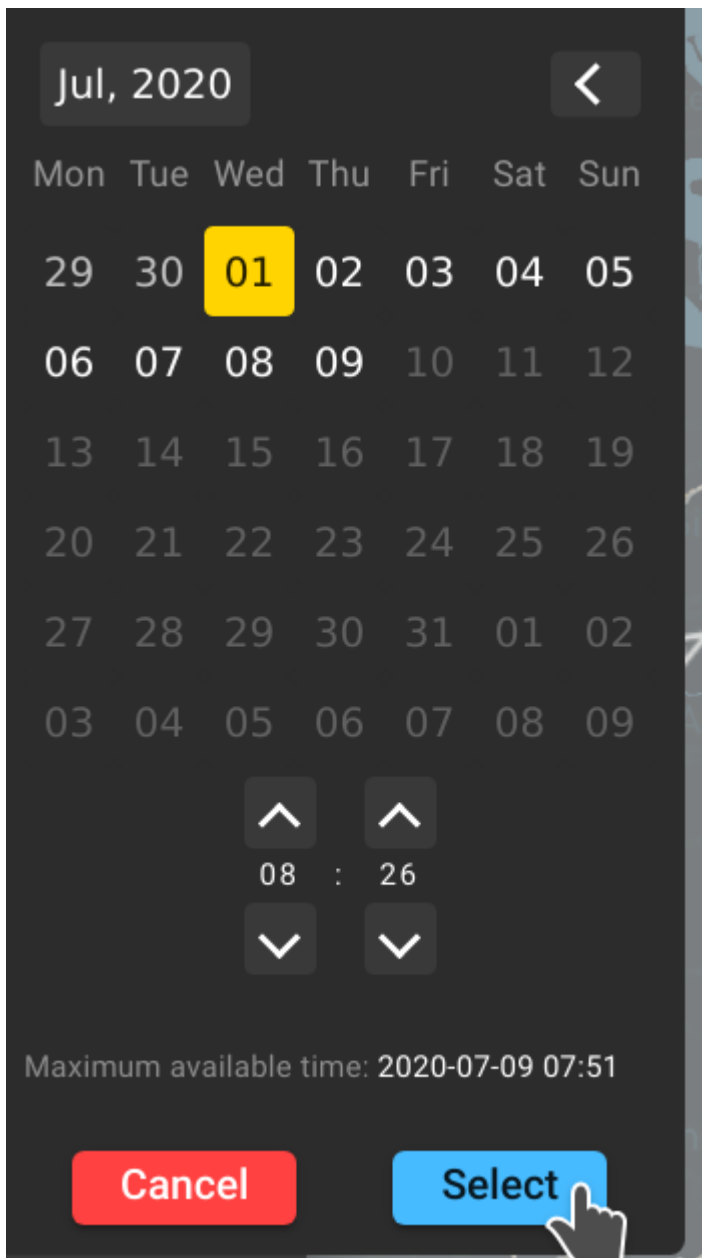 Jul, 2020
Mon Tue Wed Thu Fri Sat Sun
29 30 01 02 03 04 05
06 07 08 09 10 11 12
13 14 15 16 17 18 19
20 21 22 23 24 25 26
27 28 29 30 31 01 02
03 04 05 06 07 08 09
08 : 26
Maximum available time: 2020-07-09 07:51
Cancel Select